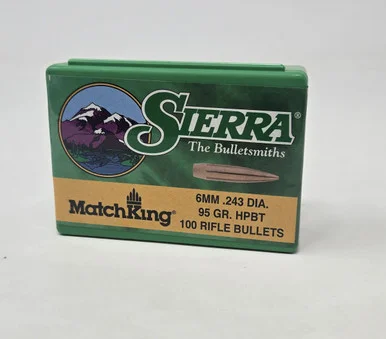 SIERRA®
The Bulletsmiths
MatchKing®
6MM .243 DIA.
95 GR. HPBT
100 RIFLE BULLETS